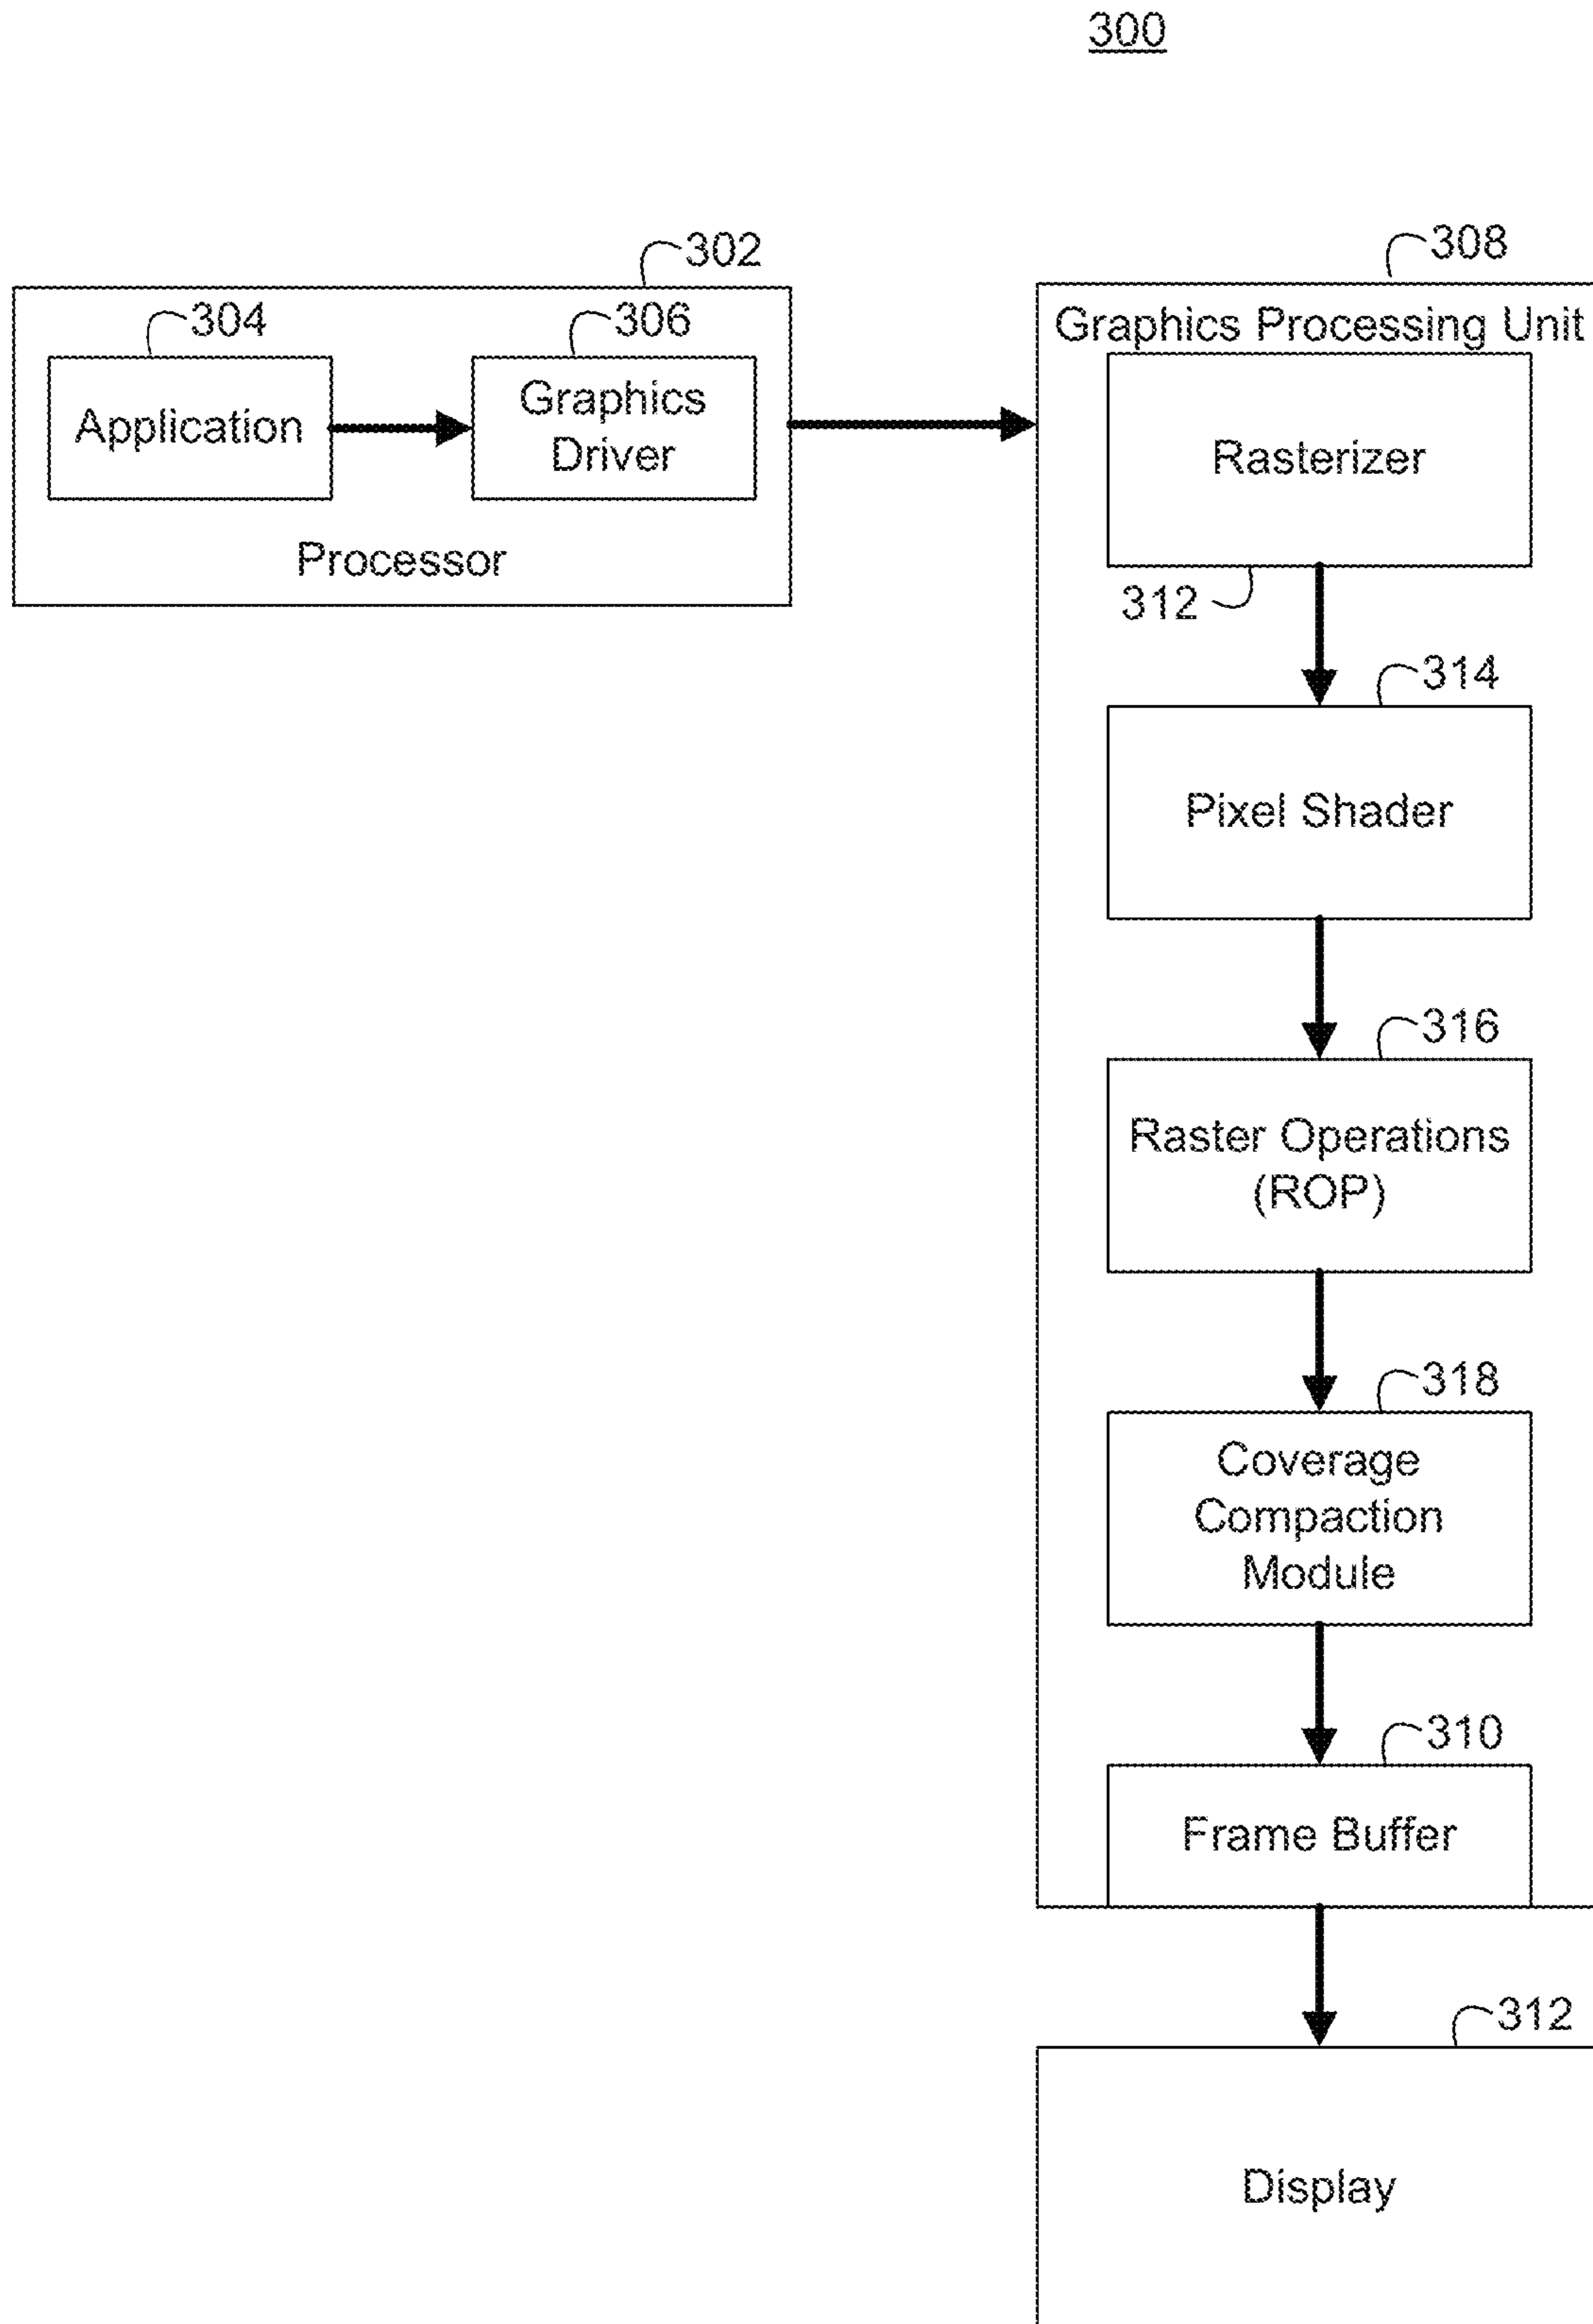 300
302
304
306
Application
Graphics
Driver
Processor
308
Graphics Processing Unit
Rasterizer
312
314
Pixel Shader
316
Raster Operations
(ROP)
318
Coverage
Compaction
Module
310
Frame Buffer
312
Display